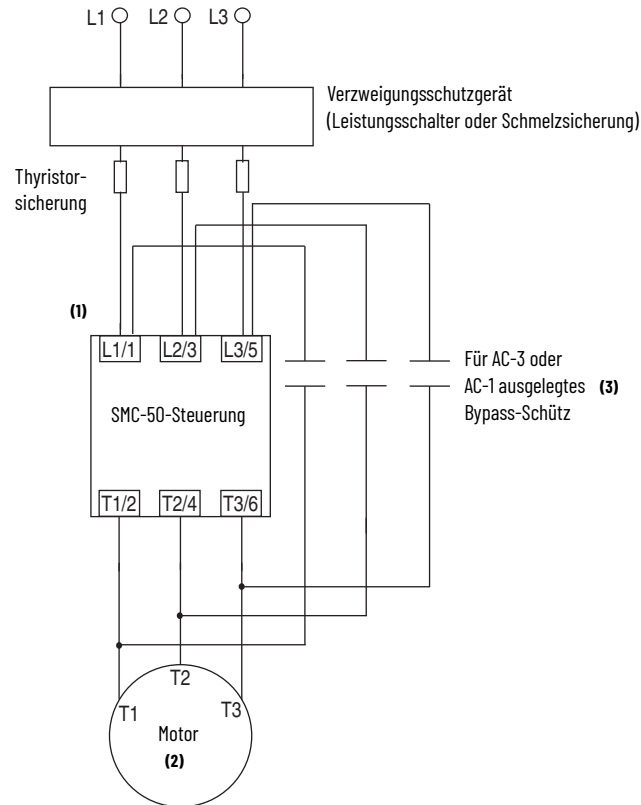 L1 L2 L3
Verzweigungsschutzgerät
(Leistungsschalter oder Schmelzsicherung)
Thyristor-
sicherung
(1)
L1/1 L2/3 L3/5
Für AC-3 oder
AC-1 ausgelegtes (3)
Bypass-Schütz
SMC-50-Steuerung
T1/2 T2/4 T3/6
T2
T1 T3
Motor
(2)